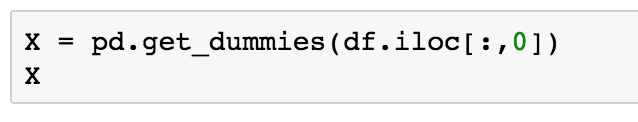 X = pd.get_dummies(df.iloc[:,0])
X